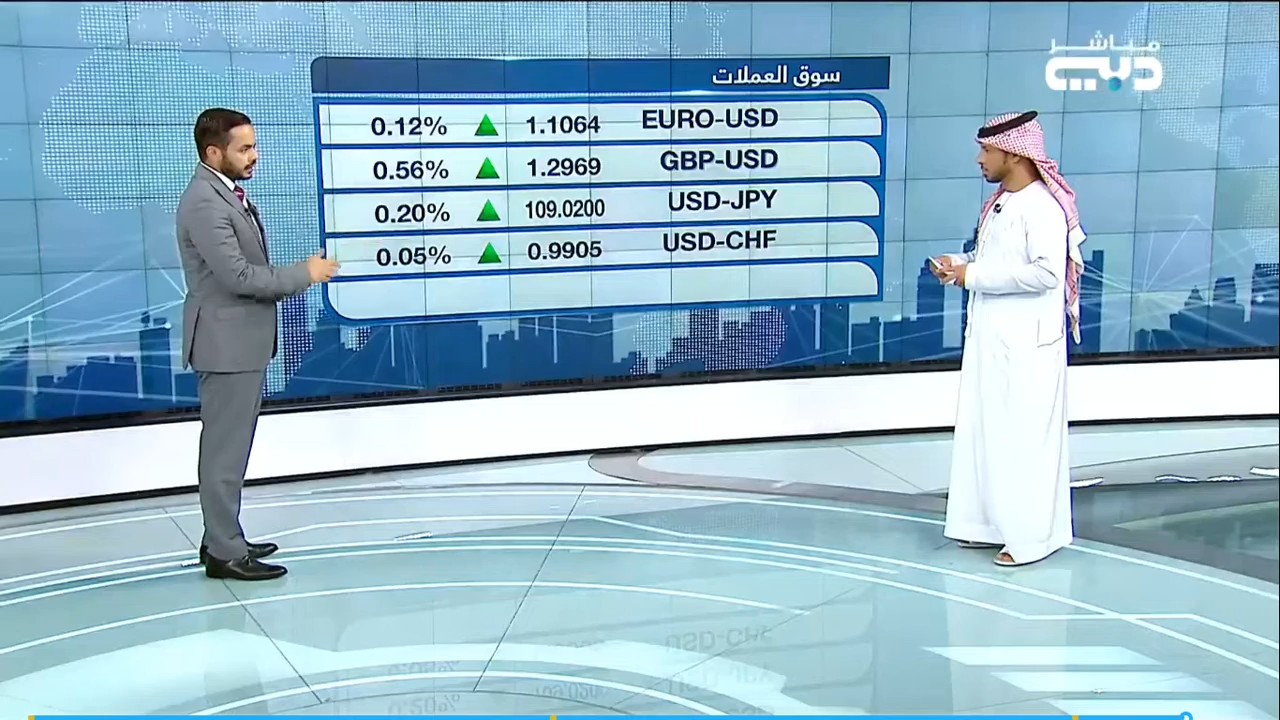 مباشر
دبي
سوق العملات
EURO-USD 1.1064 0.12%
GBP-USD 1.2969 0.56%
USD-JPY 109.0200 0.20%
USD-CHF 0.9905 0.05%